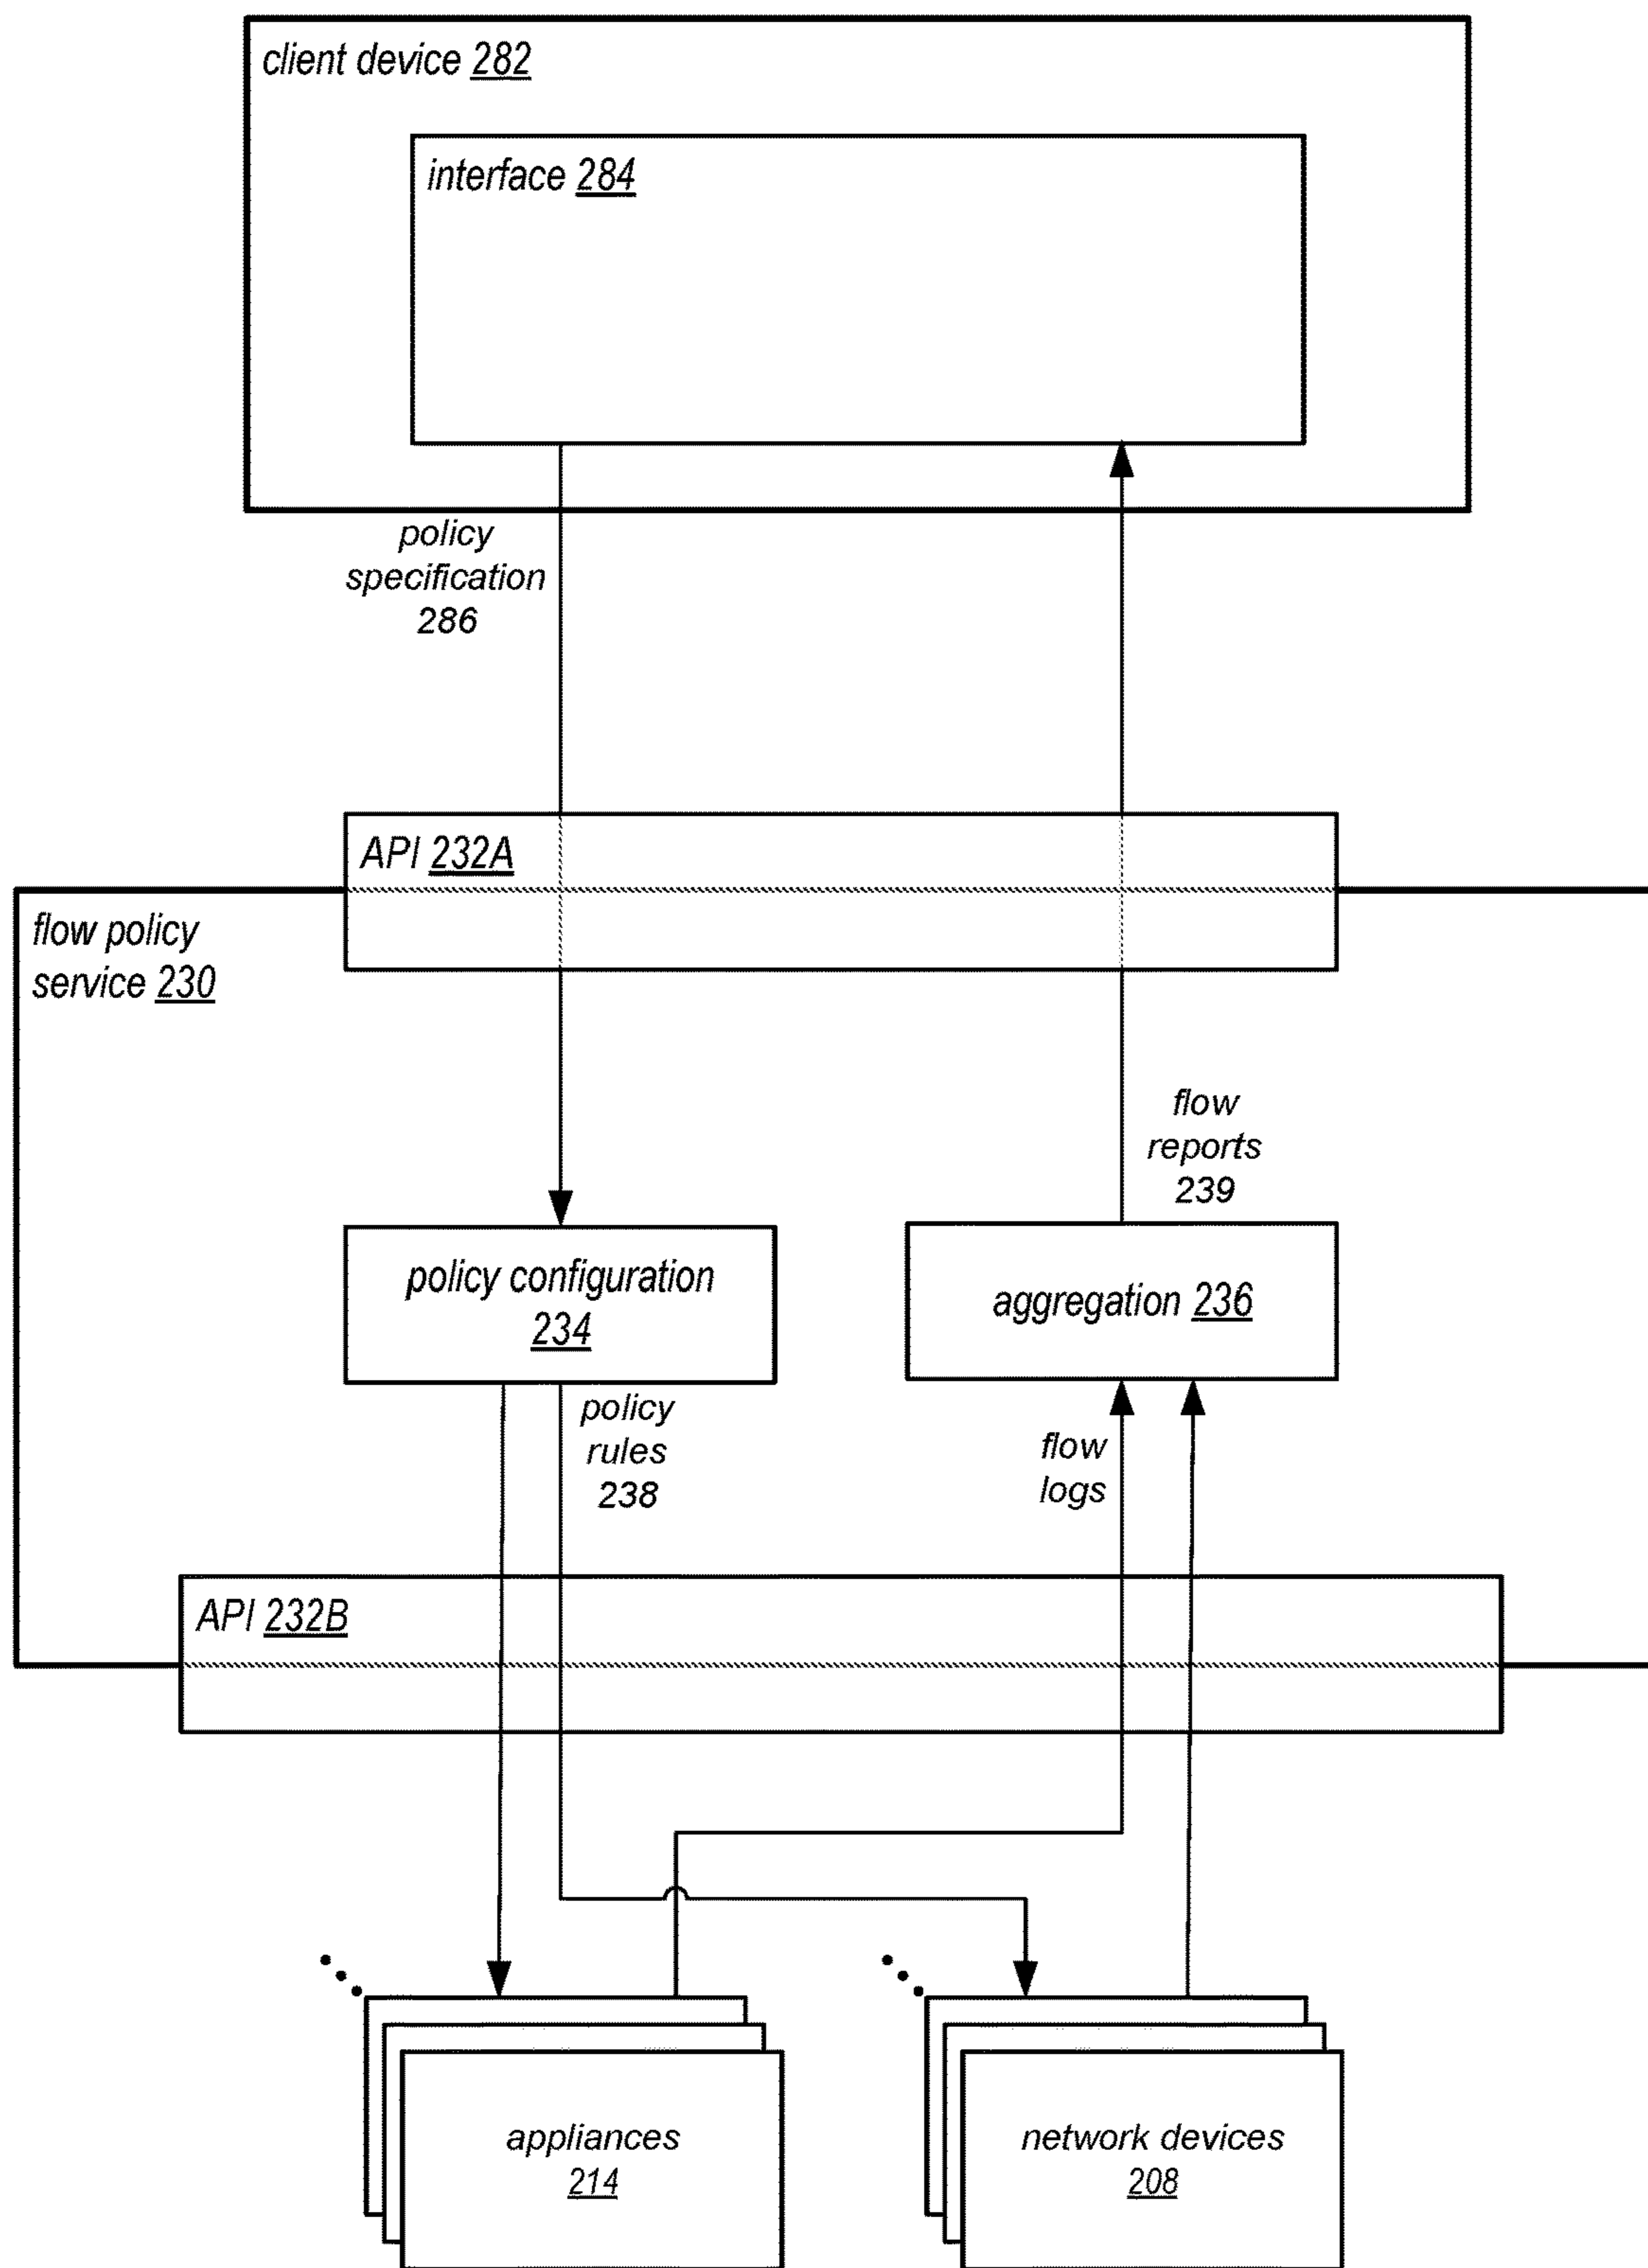 client device 282
interface 284
policy
specification
286
API 232A
flow policy
service 230
flow
reports
239
policy configuration
234
aggregation 236
policy
rules
238
flow
logs
API 232B
appliances
214
network devices
208